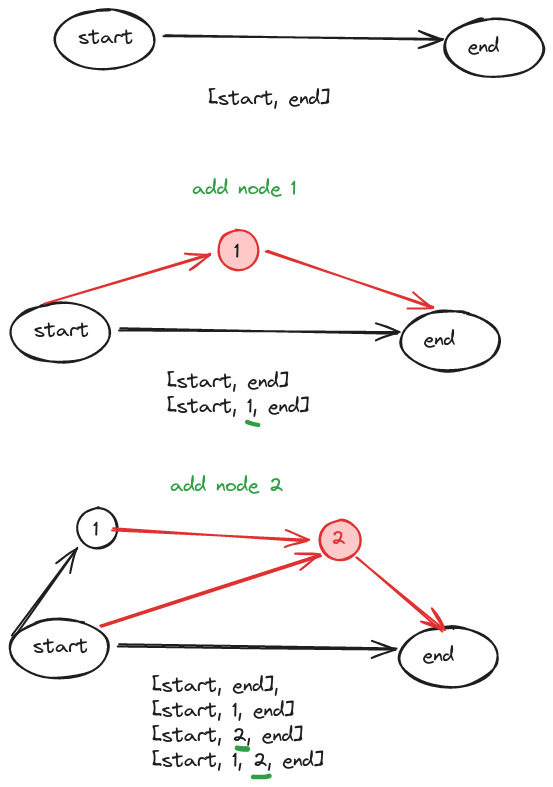 start
end
[start, end]
add node 1
1
start
end
[start, end]
[start, 1, end]
add node 2
1
2
start
end
[start, end],
[start, 1, end]
[start, 2, end]
[start, 1, 2, end]